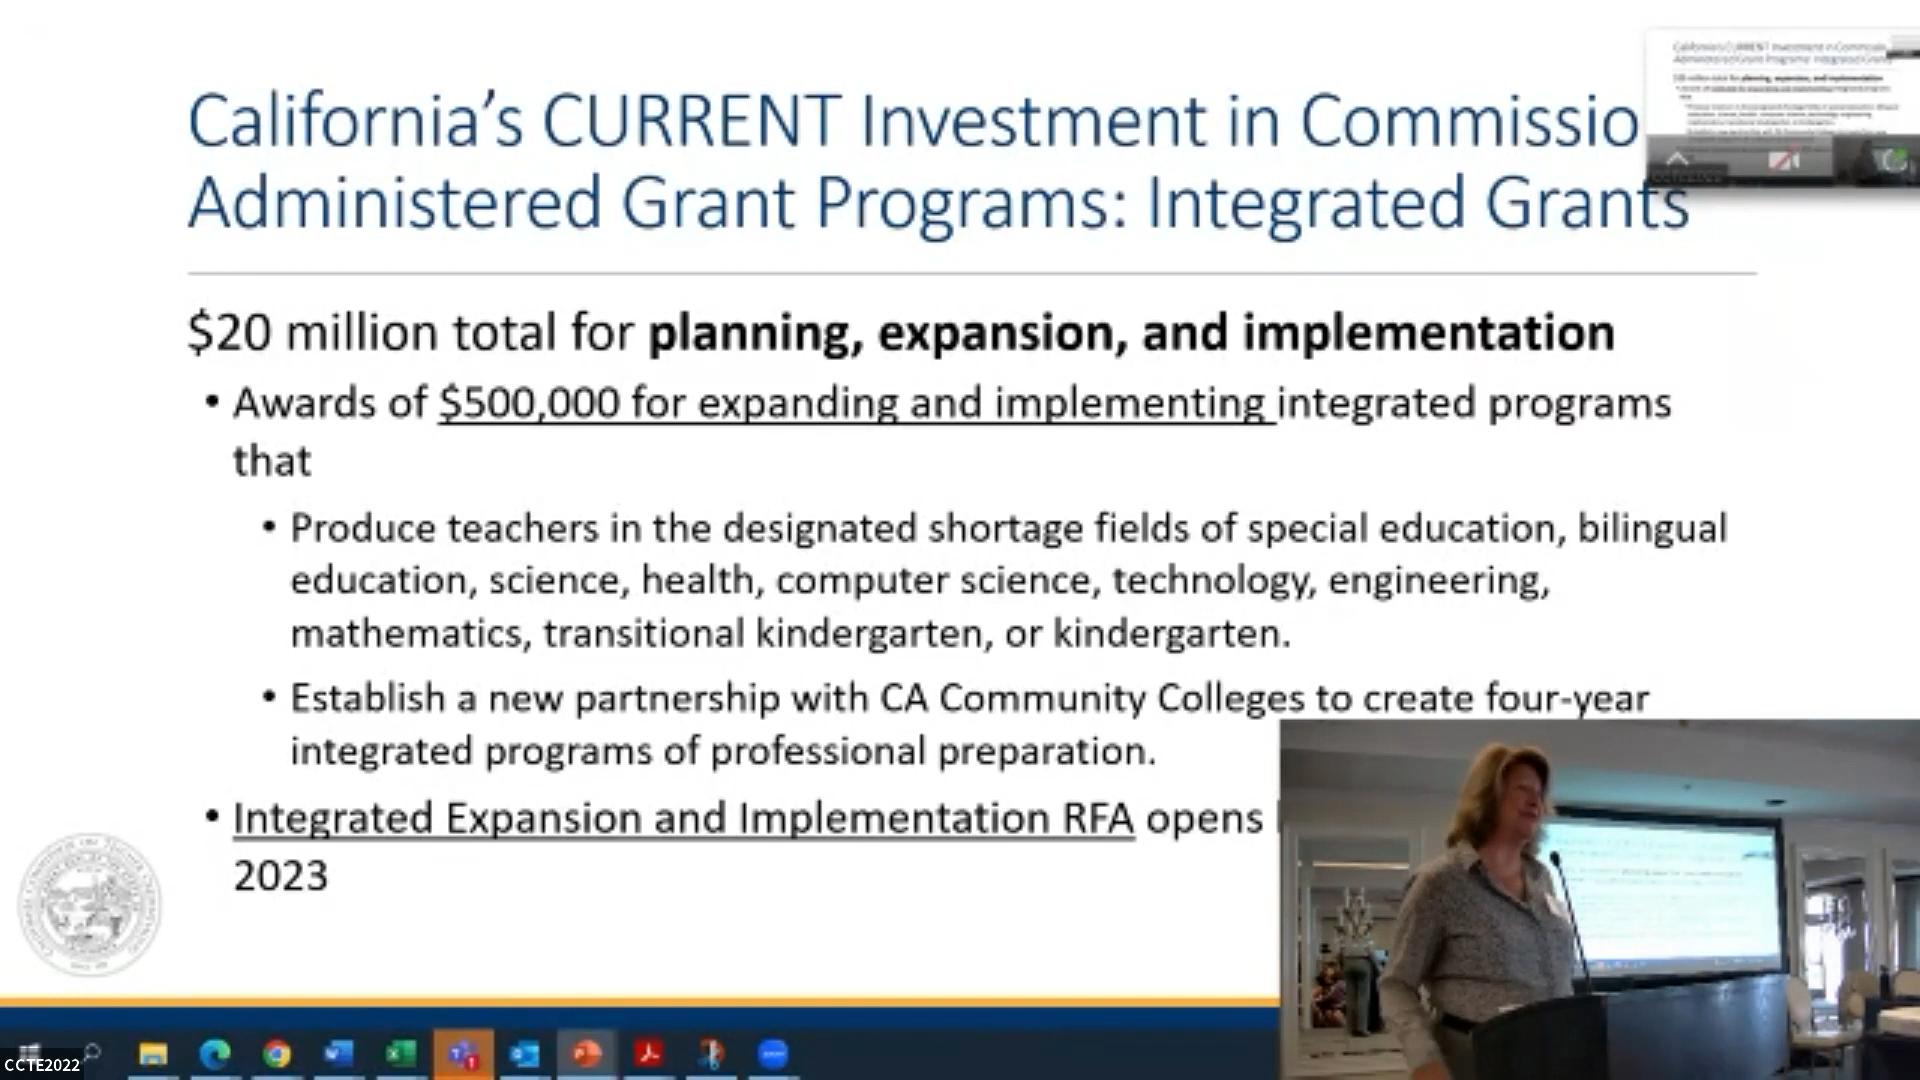 California's CURRENT Investment in Commissio
Administered Grant Programs: Integrated Grants
$20 million total for planning, expansion, and implementation
• Awards of $500,000 for expanding and implementing integrated programs
that
• Produce teachers in the designated shortage fields of special education, bilingual
education, science, health, computer science, technology, engineering,
mathematics, transitional kindergarten, or kindergarten.
• Establish a new partnership with CA Community Colleges to create four-year
integrated programs of professional preparation.
• Integrated Expansion and Implementation RFA opens
2023
CCTE2022